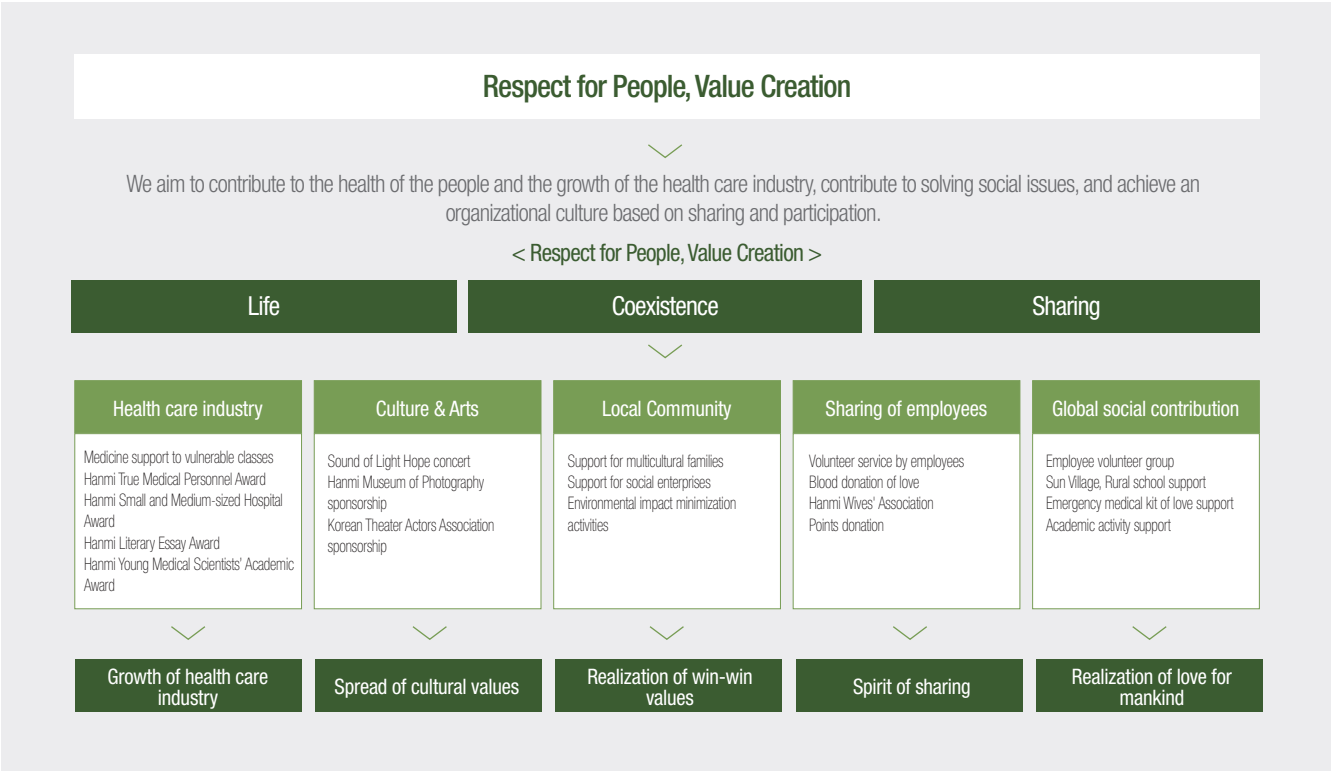 Respect for People, Value Creation
We aim to contribute to the health of the people and the growth of the health care industry, contribute to solving social issues, and achieve an
organizational culture based on sharing and participation.
< Respect for People, Value Creation >
Life
Coexistence
Sharing
Health care industry
Medicine support to vulnerable classes
Hanmi True Medical Personnel Award
Hanmi Small and Medium-sized Hospital
Award
Hanmi Literary Essay Award
Hanmi Young Medical Scientists' Academic
Award
Growth of health care
industry
Culture & Arts
Sound of Light Hope concert
Hanmi Museum of Photography
sponsorship
Korean Theater Actors Association
sponsorship
Spread of cultural values
Local Community
Support for multicultural families
Support for social enterprises
Environmental impact minimization
activities
Realization of win-win
values
Sharing of employees
Volunteer service by employees
Blood donation of love
Hanmi Wives' Association
Points donation
Spirit of sharing
Global social contribution
Employee volunteer group
Sun Village, Rural school support
Emergency medical kit of love support
Academic activity support
Realization of love for
mankind